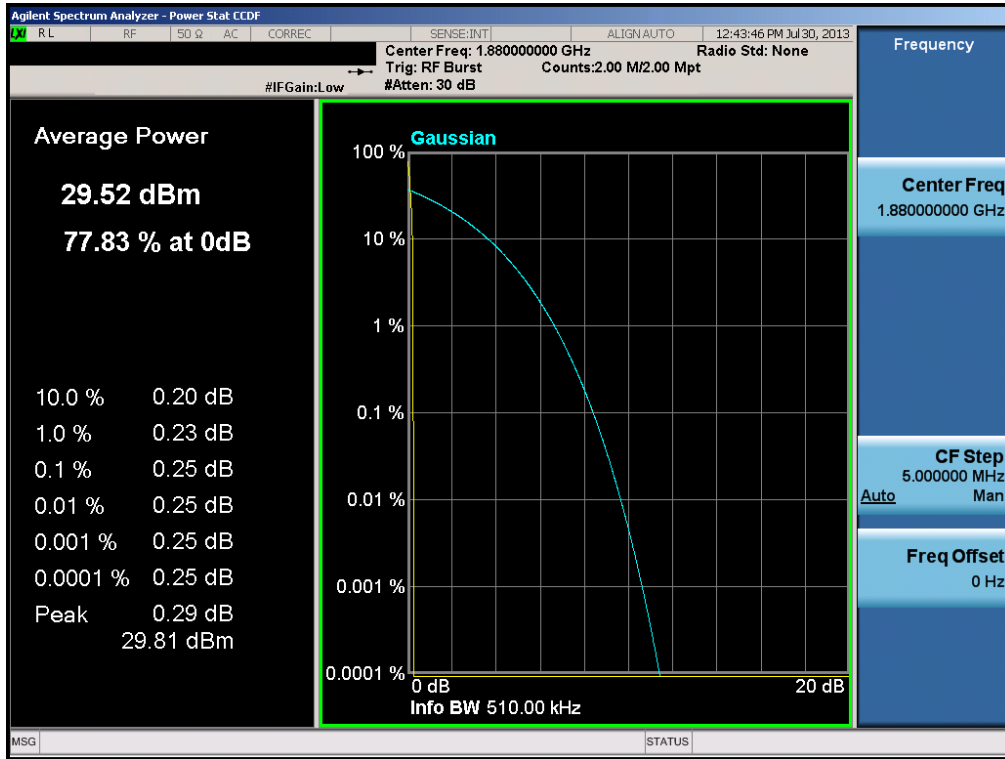 Agilent Spectrum Analyzer - Power Stat CCDF
LXI RL RF 50 Ω AC CORREC SENSE:INT ALIGN AUTO 12:43:46 PM Jul 30, 2013
Center Freq: 1.880000000 GHz Radio Std: None
Trig: RF Burst Counts:2.00 M/2.00 Mpt
#IFGain:Low #Atten: 30 dB
Frequency
Average Power
29.52 dBm
77.83 % at 0dB
10.0 % 0.20 dB
1.0 % 0.23 dB
0.1 % 0.25 dB
0.01 % 0.25 dB
0.001 % 0.25 dB
0.0001 % 0.25 dB
Peak 0.29 dB
29.81 dBm
Gaussian
100 %
10 %
1 %
0.1 %
0.01 %
0.001 %
0.0001 %
0 dB 20 dB
Info BW 510.00 kHz
Center Freq
1.880000000 GHz
CF Step
5.000000 MHz
Auto Man
Freq Offset
0 Hz
MSG STATUS